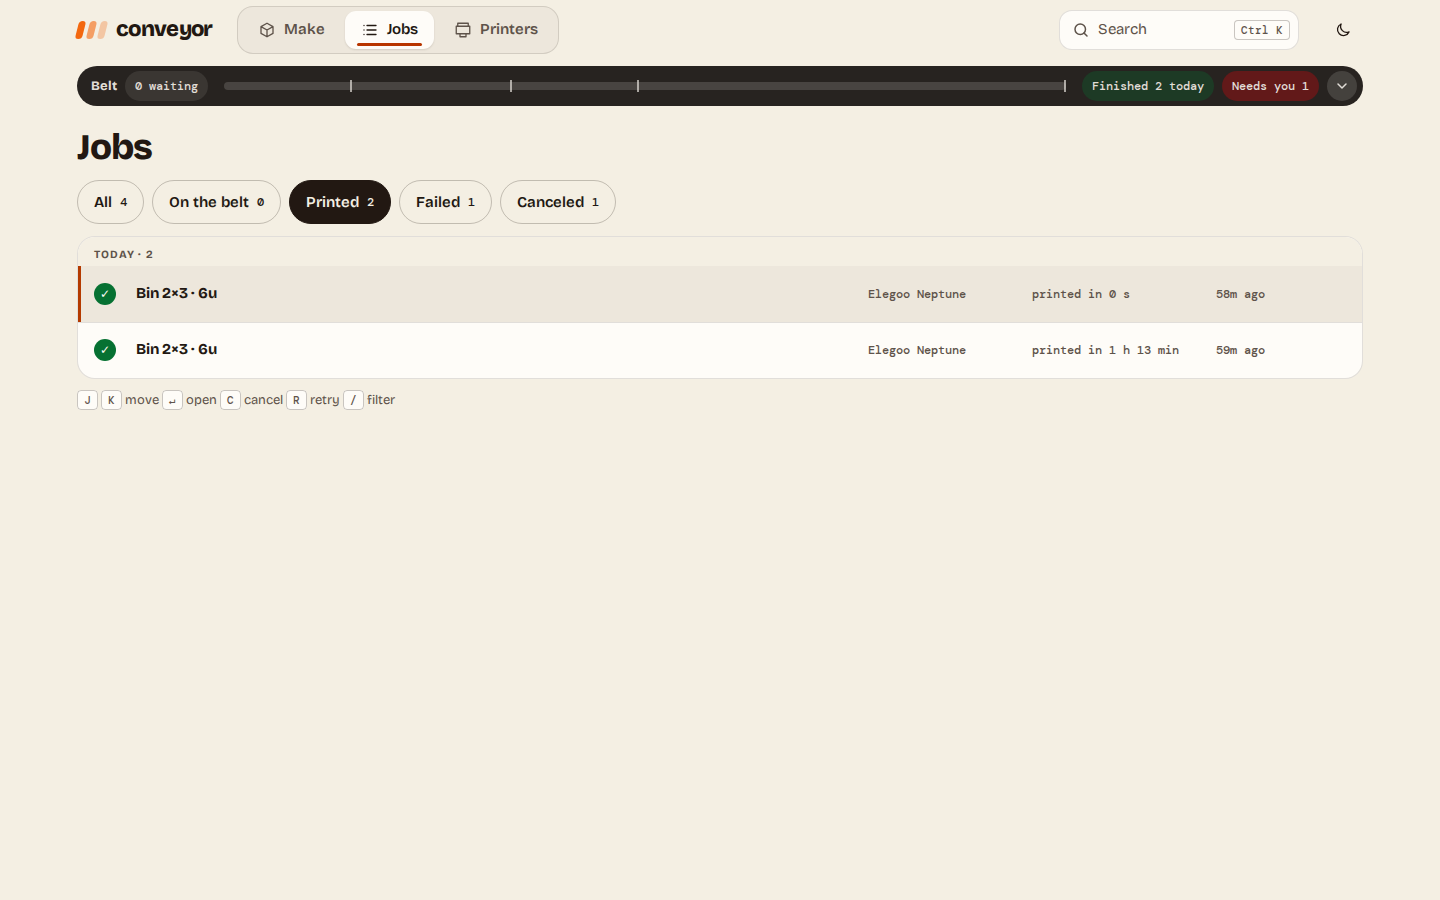 conveyor Make Jobs Printers Search Ctrl K
Belt 0 waiting Finished 2 today Needs you 1
Jobs
All 4 On the belt 0 Printed 2 Failed 1 Canceled 1
TODAY · 2
Bin 2×3 · 6u Elegoo Neptune printed in 0 s 58m ago
Bin 2×3 · 6u Elegoo Neptune printed in 1 h 13 min 59m ago
J K move ↵ open C cancel R retry / filter